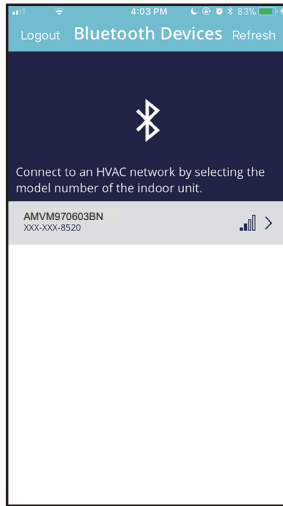 4:03 PM 83%
Logout Bluetooth Devices Refresh
Connect to an HVAC network by selecting the
model number of the indoor unit.
AMVM970603BN
XXX-XXX-8520